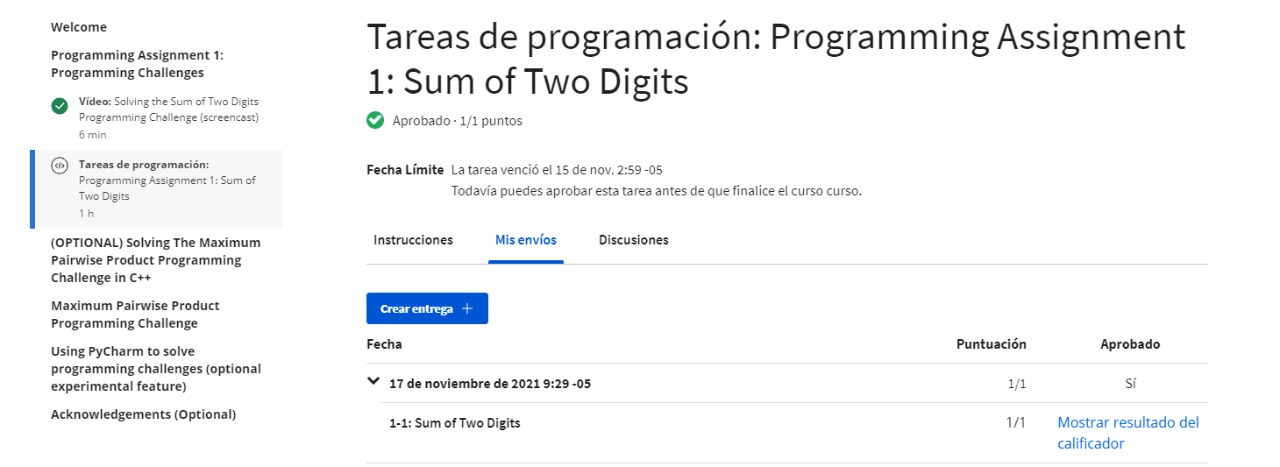 Welcome
Programming Assignment 1:
Programming Challenges
Vídeo: Solving the Sum of Two Digits
Programming Challenge (screencast)
6 min
Tareas de programación:
Programming Assignment 1: Sum of
Two Digits
1 h
(OPTIONAL) Solving The Maximum
Pairwise Product Programming
Challenge in C++
Maximum Pairwise Product
Programming Challenge
Using PyCharm to solve
programming challenges (optional
experimental feature)
Acknowledgements (Optional)
Tareas de programación: Programming Assignment
1: Sum of Two Digits
Aprobado · 1/1 puntos
Fecha Límite La tarea venció el 15 de nov. 2:59 -05
Todavía puedes aprobar esta tarea antes de que finalice el curso curso.
Instrucciones Mis envíos Discusiones
Crear entrega +
Fecha Puntuación Aprobado
17 de noviembre de 2021 9:29 -05 1/1 Sí
1-1: Sum of Two Digits 1/1 Mostrar resultado del
calificador